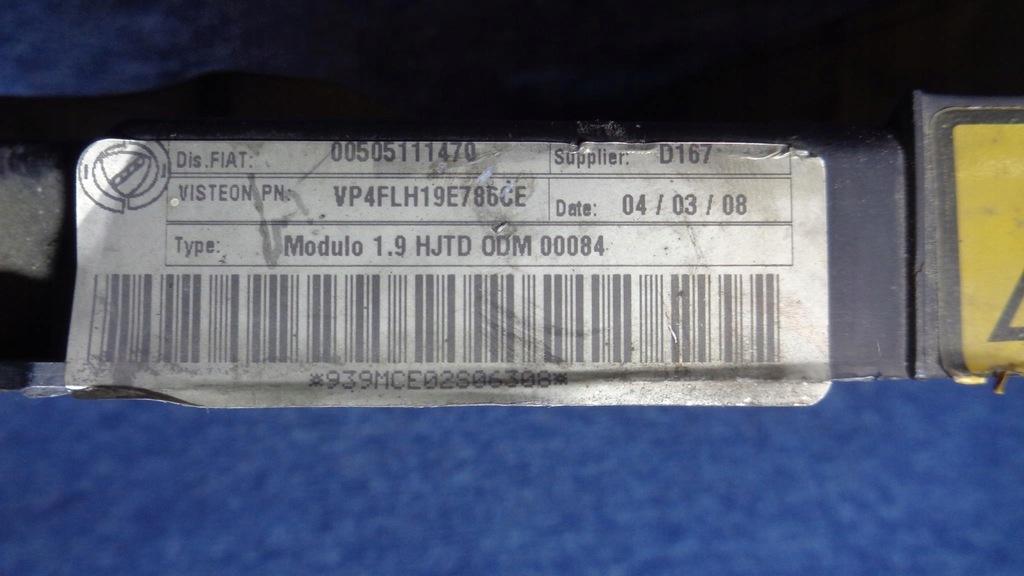 Dis.FIAT: 00505111470 Supplier: D167
VISTEON PN: VP4FLH19E786CE Date: 04 / 03 / 08
Type: Modulo 1.9 HJTD ODM 00084
*939MCE02806308*